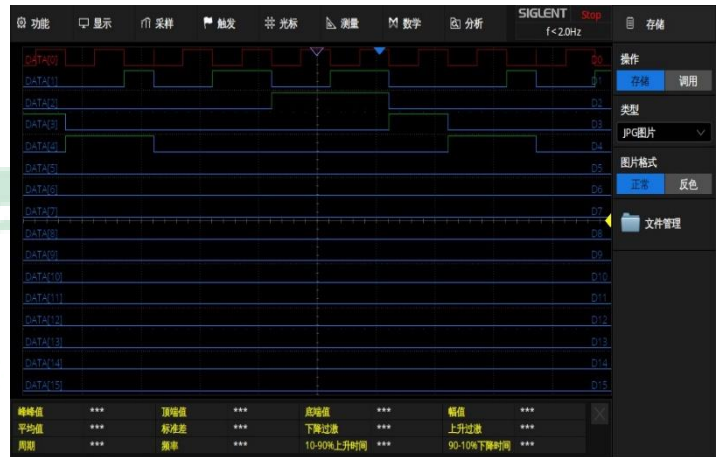 功能 显示 采样 触发 光标 测量 数学 分析 SIGLENT Stop 存储
f<2.0Hz
DATA[0] D0
DATA[1] D1
DATA[2] D2
DATA[3] D3
DATA[4] D4
DATA[5] D5
DATA[6] D6
DATA[7] D7
DATA[8] D8
DATA[9] D9
DATA[10] D10
DATA[11] D11
DATA[12] D12
DATA[13] D13
DATA[14] D14
DATA[15] D15
操作
存储 调用
类型
JPG图片
图片格式
正常 反色
文件管理
峰峰值 *** 顶端值 *** 底端值 *** 幅值 ***
平均值 *** 标准差 *** 下降过激 *** 上升过激 ***
周期 *** 频率 *** 10-90%上升时间 *** 90-10%下降时间 ***